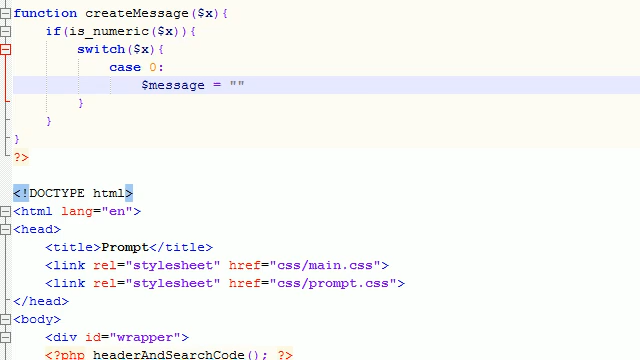 function createMessage($x){
if(is_numeric($x)){
switch($x){
case 0:
$message = ""
}
}
}
?>
<!DOCTYPE html>
<html lang="en">
<head>
<title>Prompt</title>
<link rel="stylesheet" href="css/main.css">
<link rel="stylesheet" href="css/prompt.css">
</head>
<body>
<div id="wrapper">
<?php headerAndSearchCode(); ?>